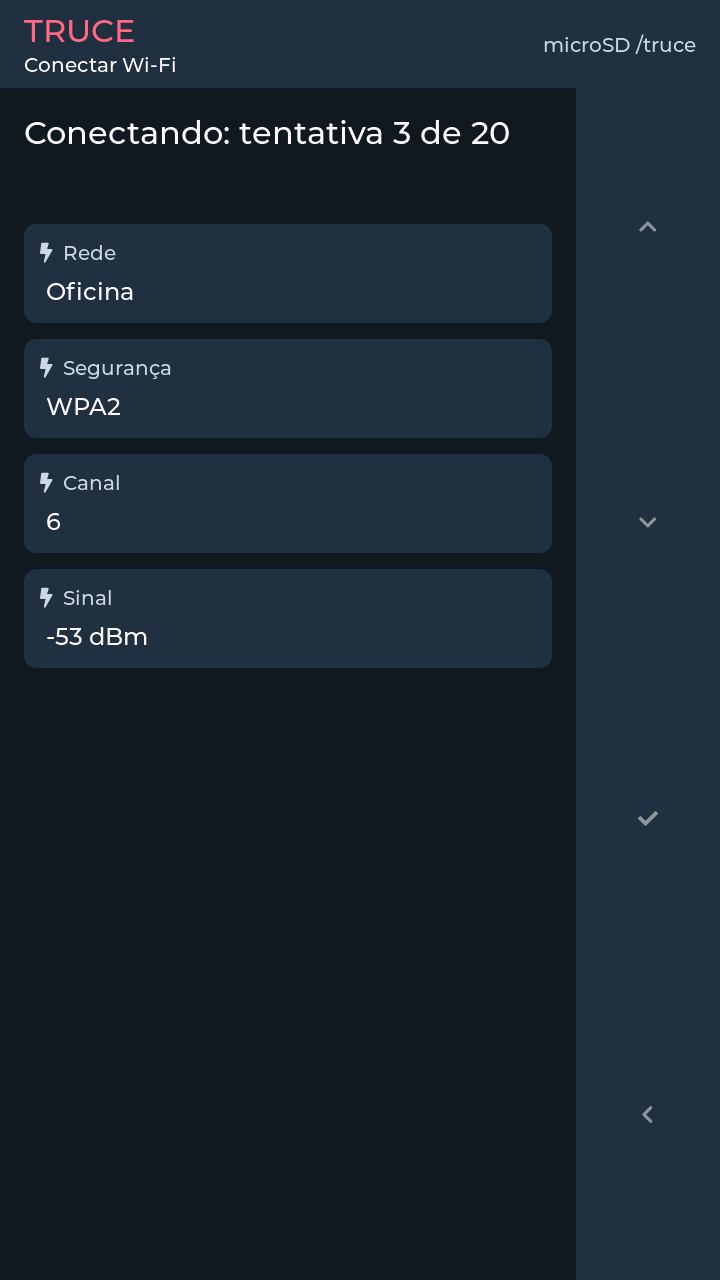 TRUCE
Conectar Wi-Fi
microSD /truce
Conectando: tentativa 3 de 20
Rede
Oficina
Segurança
WPA2
Canal
6
Sinal
-53 dBm